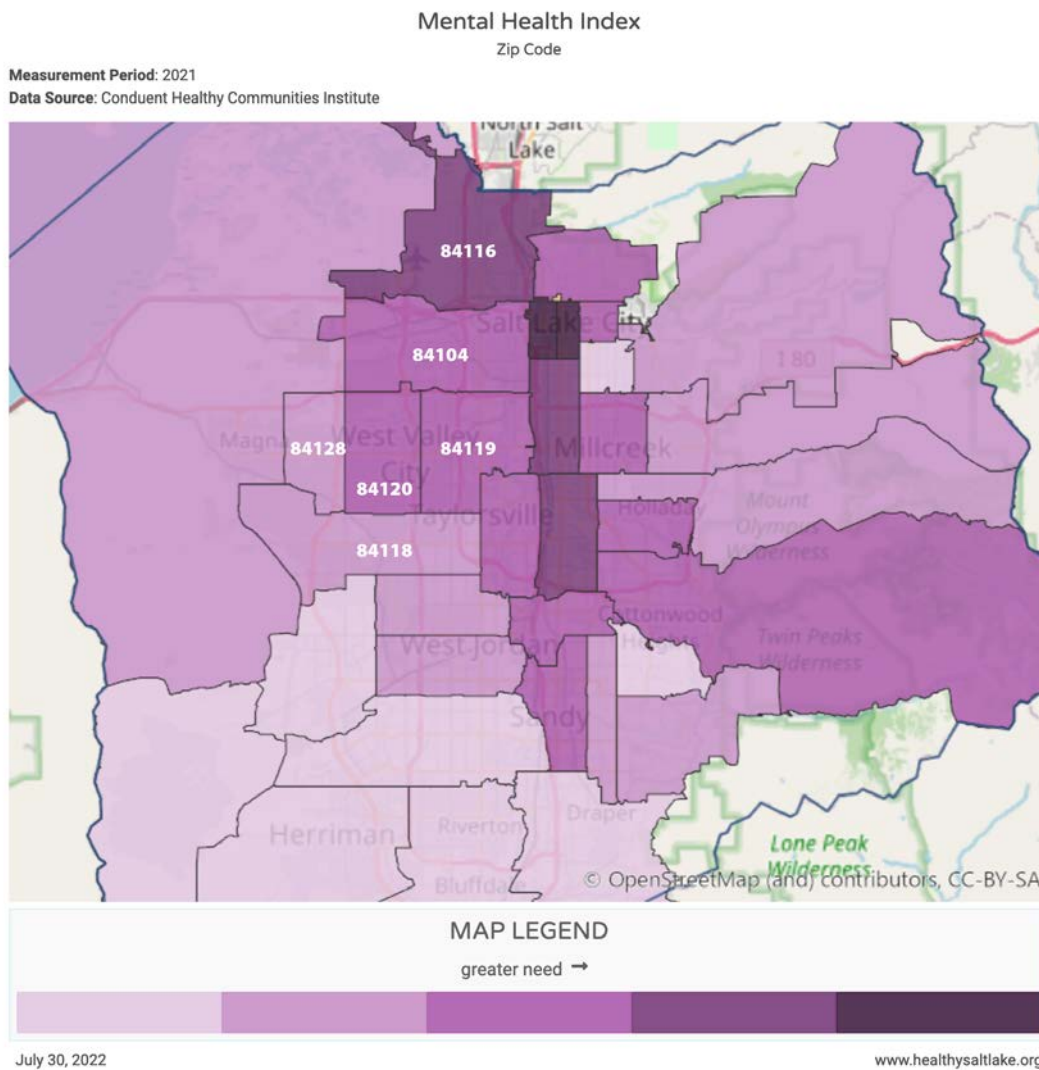 Mental Health Index
Zip Code
Measurement Period: 2021
Data Source: Conduent Healthy Communities Institute
North Salt
Lake
84116
Salt Lake City
84104
I 80
Magna
84128
West Valley
City
84119
Millcreek
84120
Taylorsville
Holladay
Mount
Olympus
Wilderness
84118
Cottonwood
Heights
West Jordan
Twin Peaks
Wilderness
Sandy
Herriman
Riverton
Draper
Bluffdale
Lone Peak
Wilderness
© OpenStreetMap (and) contributors, CC-BY-SA
MAP LEGEND
greater need →
July 30, 2022
www.healthysaltlake.org